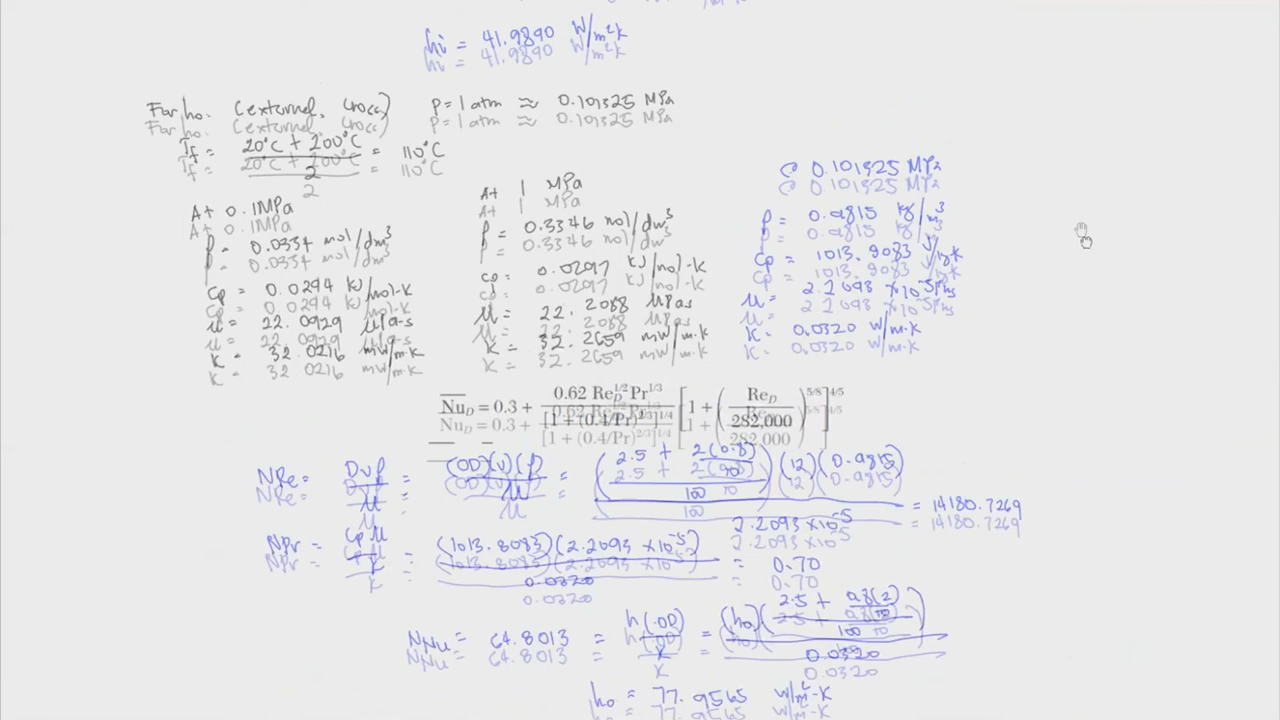 hi = 41.9890 W/m²k
For ho. (external, cross) P = 1 atm ≈ 0.101325 MPa
Tf = 20°C + 200°C / 2 = 110°C
At 0.1MPa
ρ = 0.0334 mol/dm³
Cp = 0.0294 kJ/mol-k
μ = 22.0929 μPa-s
k = 32.0216 mW/m.k
At 1 MPa
ρ = 0.3346 mol/dm³
cp = 0.02097 kJ/mol-k
μ = 22.2088 μPas
k = 32.2659 mW/m.k
@ 0.101325 MPa
ρ = 0.9815 kg/m³
Cp = 1013.8083 J/kg k
μ = 2.2093 ×10⁻⁵ Pas
k = 0.0320 W/m.k
Nu_D = 0.3 + 0.62 Re_D^1/2 Pr^1/3 / [1 + (0.4/Pr)^2/3]^1/4 [1 + (Re_D / 282,000)^5/8]^4/5
NRe = Dvρ / μ = (OD)(v)(ρ) / μ = ((2.5 + 2(0.8)) / 100)(12)(0.9815) / 2.2093 ×10⁻⁵ = 14180.7269
NPr = Cp μ / k = (1013.8083)(2.2093 ×10⁻⁵) / 0.0320 = 0.70
NNu = 64.8013 = h(OD) / k = (ho)((2.5 + 0.8(2)) / 100) / 0.0320
ho = 77.9565 W/m²-k